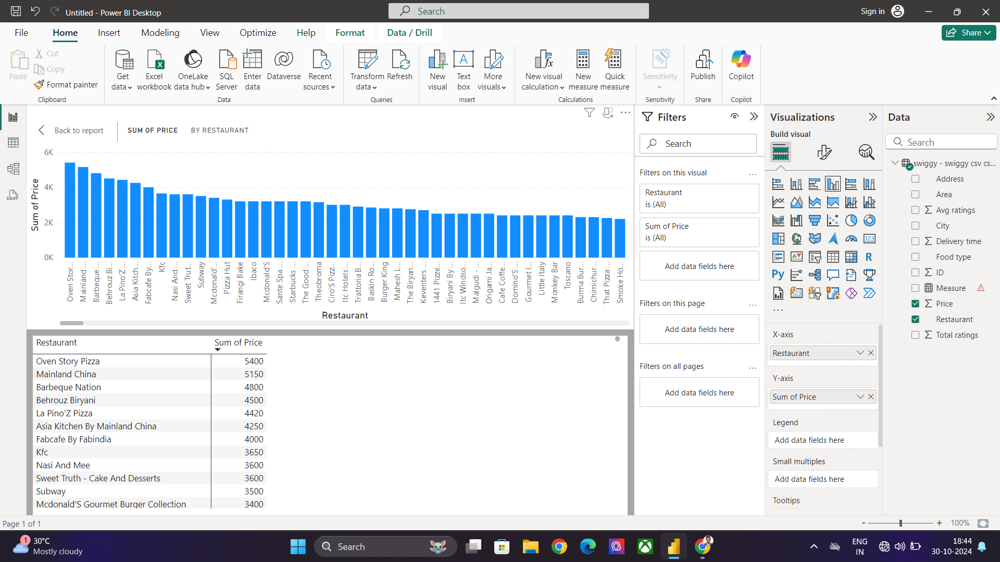 Untitled - Power BI Desktop
Search
Sign in
File Home Insert Modeling View Optimize Help Format Data / Drill
Share
Paste
Cut
Copy
Format painter
Clipboard
Get data
Excel workbook
OneLake data hub
SQL Server
Enter data
Dataverse
Recent sources
Data
Transform data
Refresh
Queries
New visual
Text box
More visuals
Insert
New visual calculation
New measure
Quick measure
Calculations
Sensitivity
Sensitivity
Publish
Share
Copilot
Copilot
Back to report
SUM OF PRICE
BY RESTAURANT
Sum of Price
6K
4K
2K
0K
Oven Stor...
Mainland ...
Barbeque ...
Behrouz Bi...
La Pino'Z ...
Asia Kitch...
Fabcafe By...
Kfc
Nasi And ...
Sweet Trut...
Subway
Mcdonald'...
Pizza Hut
Firangi Bake
Ibaco
Mcdonald'S
Sante Spa ...
Starbucks ...
The Good ...
Theobroma
Ciro'S Pizz...
Itc Hotels ...
Trattoria B...
Baskin Ro...
Burger King
Mahesh L...
The Biryan...
Keventers ...
1441 Pizze...
Biryani By ...
Itc Windso...
Malgudi - ...
Origami Ja...
Cafe Coffe...
Domino'S ...
Gourmet I...
Little Italy
Monkey Bar
Toscano
Burma Bur...
Chimichur...
That Pizza ...
Smoke Ho...
Restaurant
Restaurant Sum of Price
Oven Story Pizza 5400
Mainland China 5150
Barbeque Nation 4800
Behrouz Biryani 4500
La Pino'Z Pizza 4420
Asia Kitchen By Mainland China 4250
Fabcafe By Fabindia 4000
Kfc 3650
Nasi And Mee 3600
Sweet Truth - Cake And Desserts 3600
Subway 3500
Mcdonald'S Gourmet Burger Collection 3400
Filters
Search
Filters on this visual ...
Restaurant
is (All)
Sum of Price
is (All)
Add data fields here
Filters on this page ...
Add data fields here
Filters on all pages ...
Add data fields here
Visualizations
Build visual
123
R
Py
123
...
X-axis
Restaurant
Y-axis
Sum of Price
Legend
Add data fields here
Small multiples
Add data fields here
Tooltips
Data
Search
swiggy - swiggy csv cs...
Address
Area
Avg ratings
City
Delivery time
Food type
ID
Measure
Price
Restaurant
Total ratings
Page 1 of 1
- + 100%
1
30°C
Mostly cloudy
Search
ENG
IN
18:44
30-10-2024